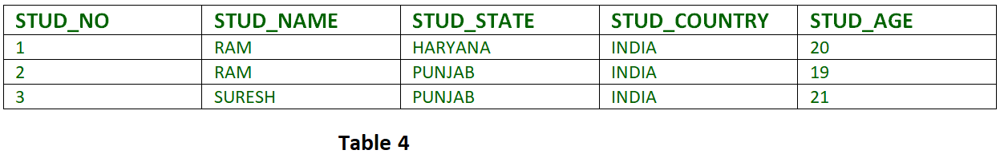 STUD_NO STUD_NAME STUD_STATE STUD_COUNTRY STUD_AGE
1 RAM HARYANA INDIA 20
2 RAM PUNJAB INDIA 19
3 SURESH PUNJAB INDIA 21
Table 4